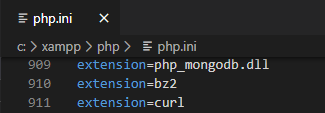 php.ini
c: > xampp > php > php.ini
909 extension=php_mongodb.dll
910 extension=bz2
911 extension=curl